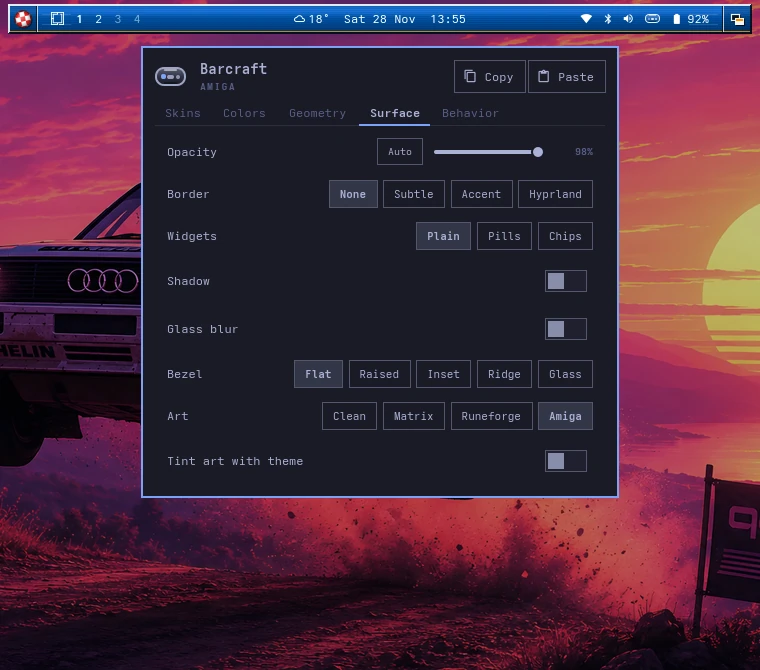 1 2 3 4
18° Sat 28 Nov 13:55
92%
Barcraft
AMIGA
Copy
Paste
Skins Colors Geometry Surface Behavior
Opacity Auto 98%
Border None Subtle Accent Hyprland
Widgets Plain Pills Chips
Shadow
Glass blur
Bezel Flat Raised Inset Ridge Glass
Art Clean Matrix Runeforge Amiga
Tint art with theme
HELIN
9